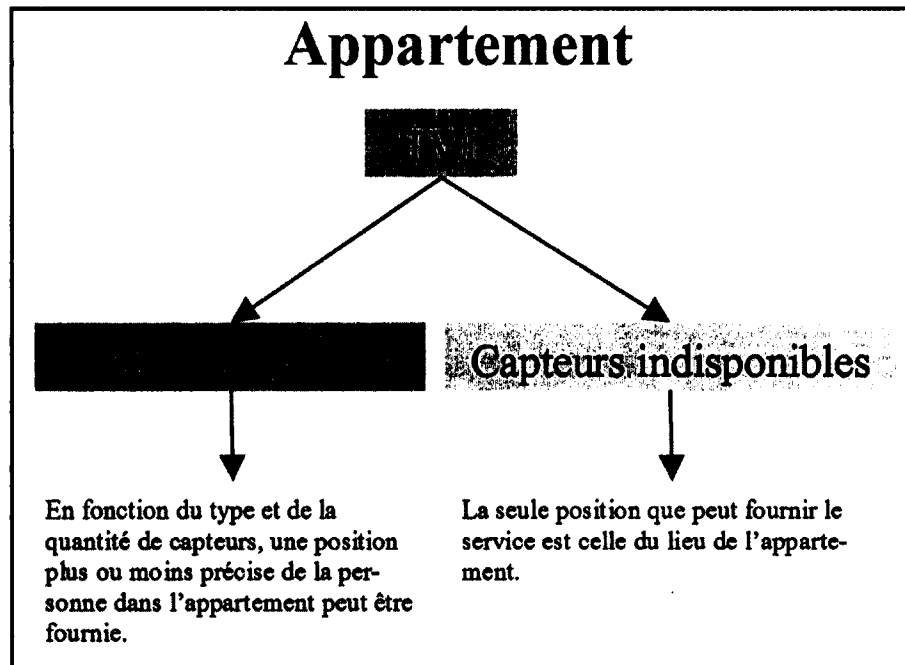 Appartement
Capteurs indisponibles
En fonction du type et de la
quantité de capteurs, une position
plus ou moins précise de la per-
sonne dans l'appartement peut être
fournie.
La seule position que peut fournir le
service est celle du lieu de l'apparte-
ment.